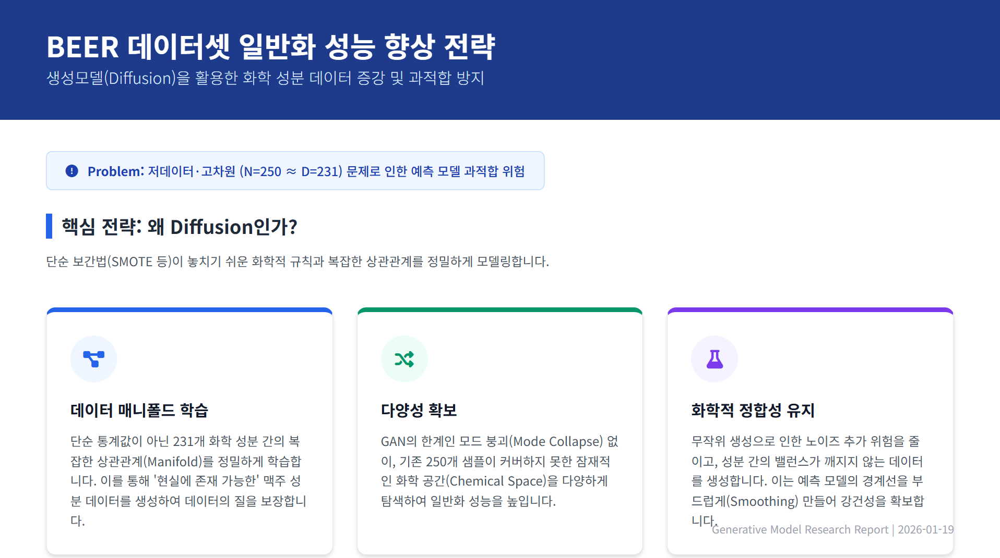 BEER 데이터셋 일반화 성능 향상 전략
생성모델(Diffusion)을 활용한 화학 성분 데이터 증강 및 과적합 방지
Problem: 저데이터·고차원 (N=250 ≈ D=231) 문제로 인한 예측 모델 과적합 위험
핵심 전략: 왜 Diffusion인가?
단순 보간법(SMOTE 등)이 놓치기 쉬운 화학적 규칙과 복잡한 상관관계를 정밀하게 모델링합니다.
데이터 매니폴드 학습
단순 통계값이 아닌 231개 화학 성분 간의 복
잡한 상관관계(Manifold)를 정밀하게 학습합
니다. 이를 통해 '현실에 존재 가능한' 맥주 성
분 데이터를 생성하여 데이터의 질을 보장합니
다.
다양성 확보
GAN의 한계인 모드 붕괴(Mode Collapse) 없
이, 기존 250개 샘플이 커버하지 못한 잠재적
인 화학 공간(Chemical Space)을 다양하게
탐색하여 일반화 성능을 높입니다.
화학적 정합성 유지
무작위 생성으로 인한 노이즈 추가 위험을 줄
이고, 성분 간의 밸런스가 깨지지 않는 데이터
를 생성합니다. 이는 예측 모델의 경계선을 부
드럽게(Smoothing) 만들어 강건성을 확보합
니다.
Generative Model Research Report | 2026-01-19